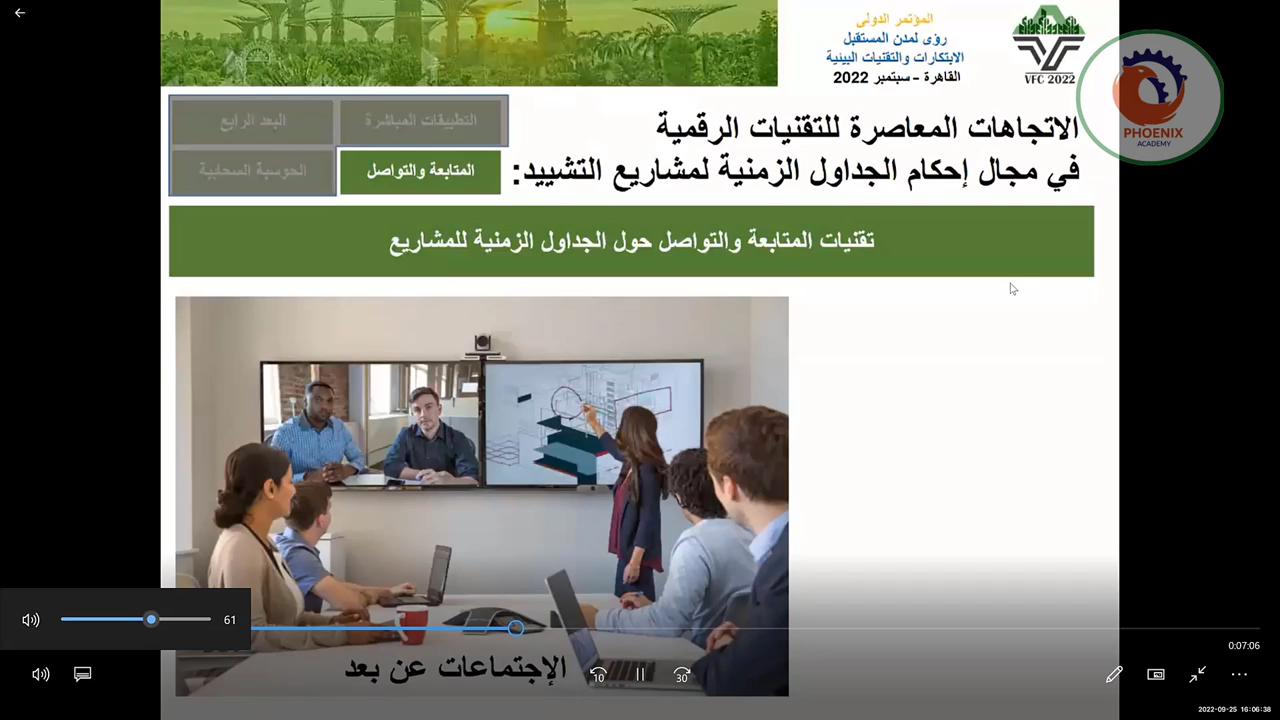 المؤتمر الدولى
رؤى لمدن المستقبل
الابتكارات والتقنيات البيئية
القاهرة - سبتمبر 2022
VFC 2022
PHOENIX
ACADEMY
الاتجاهات المعاصرة للتقنيات الرقمية
في مجال إحكام الجداول الزمنية لمشاريع التشييد:
التطبيقات المباشرة
البعد الرابع
المتابعة والتواصل
الحوسبة السحابية
تقنيات المتابعة والتواصل حول الجداول الزمنية للمشاريع
الإجتماعات عن بعد
61
0:07:06
10
30
2022-09-25 16:06:38